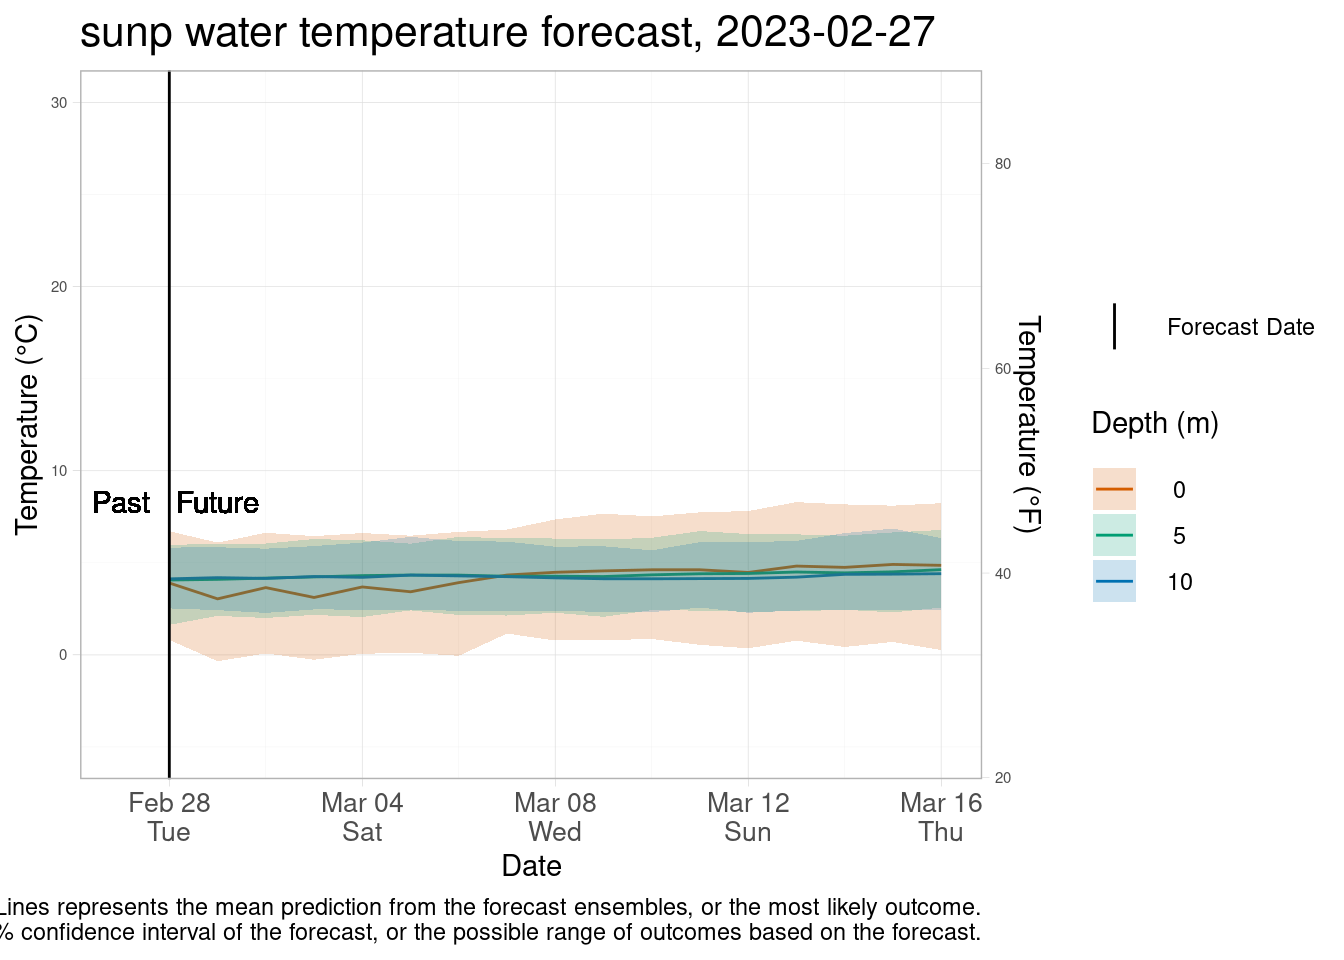 sunp water temperature forecast, 2023-02-27
30
20
10
0
Temperature (°C)
Past
Future
80
60
40
20
Temperature (°F)
Forecast Date
Depth (m)
0
5
10
Feb 28
Tue
Mar 04
Sat
Mar 08
Wed
Mar 12
Sun
Mar 16
Thu
Date
Lines represents the mean prediction from the forecast ensembles, or the most likely outcome.
% confidence interval of the forecast, or the possible range of outcomes based on the forecast.